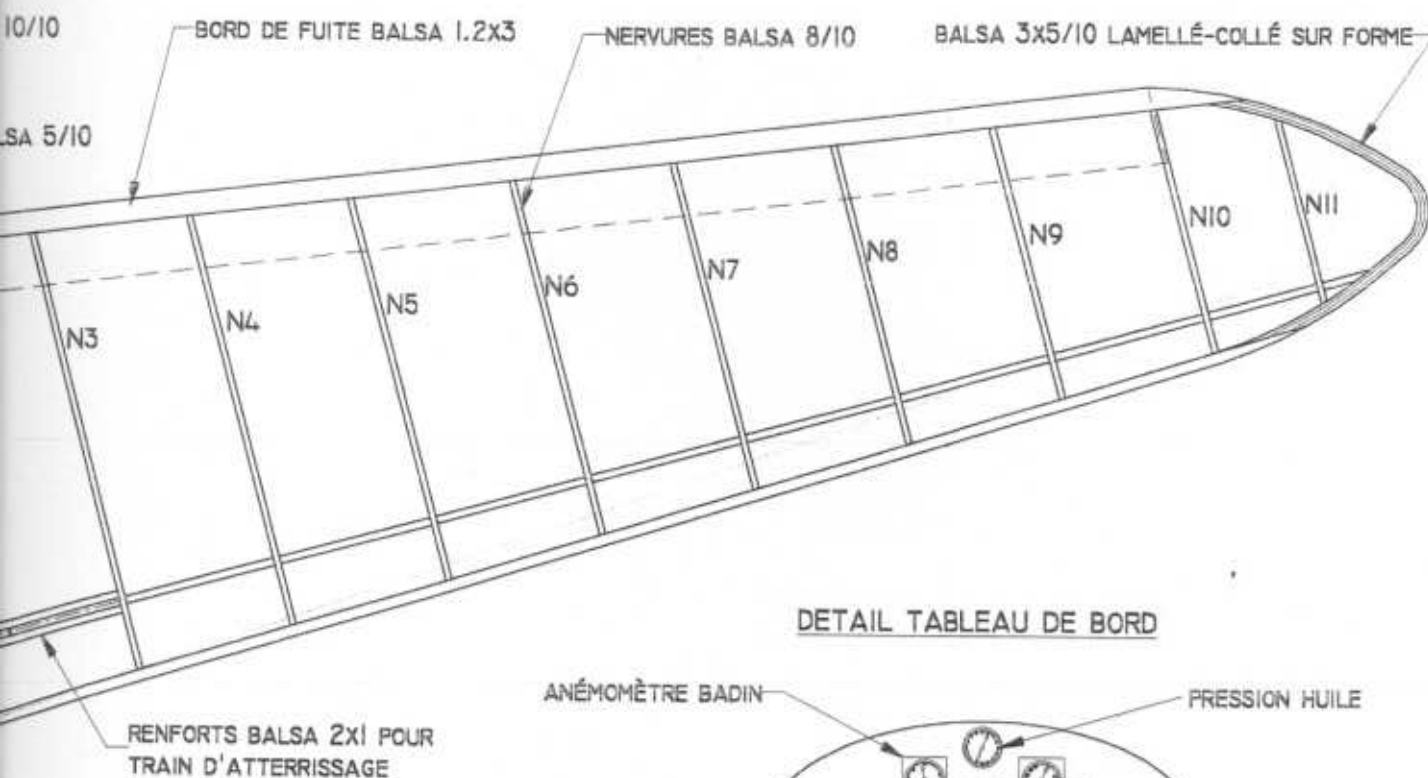 10/10
BORD DE FUITE BALSA 1.2x3
NERVURES BALSA 8/10
BALSA 3x5/10 LAMELLÉ-COLLÉ SUR FORME
LSA 5/10
N3
N4
N5
N6
N7
N8
N9
N10
N11
DETAIL TABLEAU DE BORD
ANÉMOMÈTRE BADIN
PRESSION HUILE
RENFORTS BALSA 2x1 POUR
TRAIN D'ATTERRISSAGE